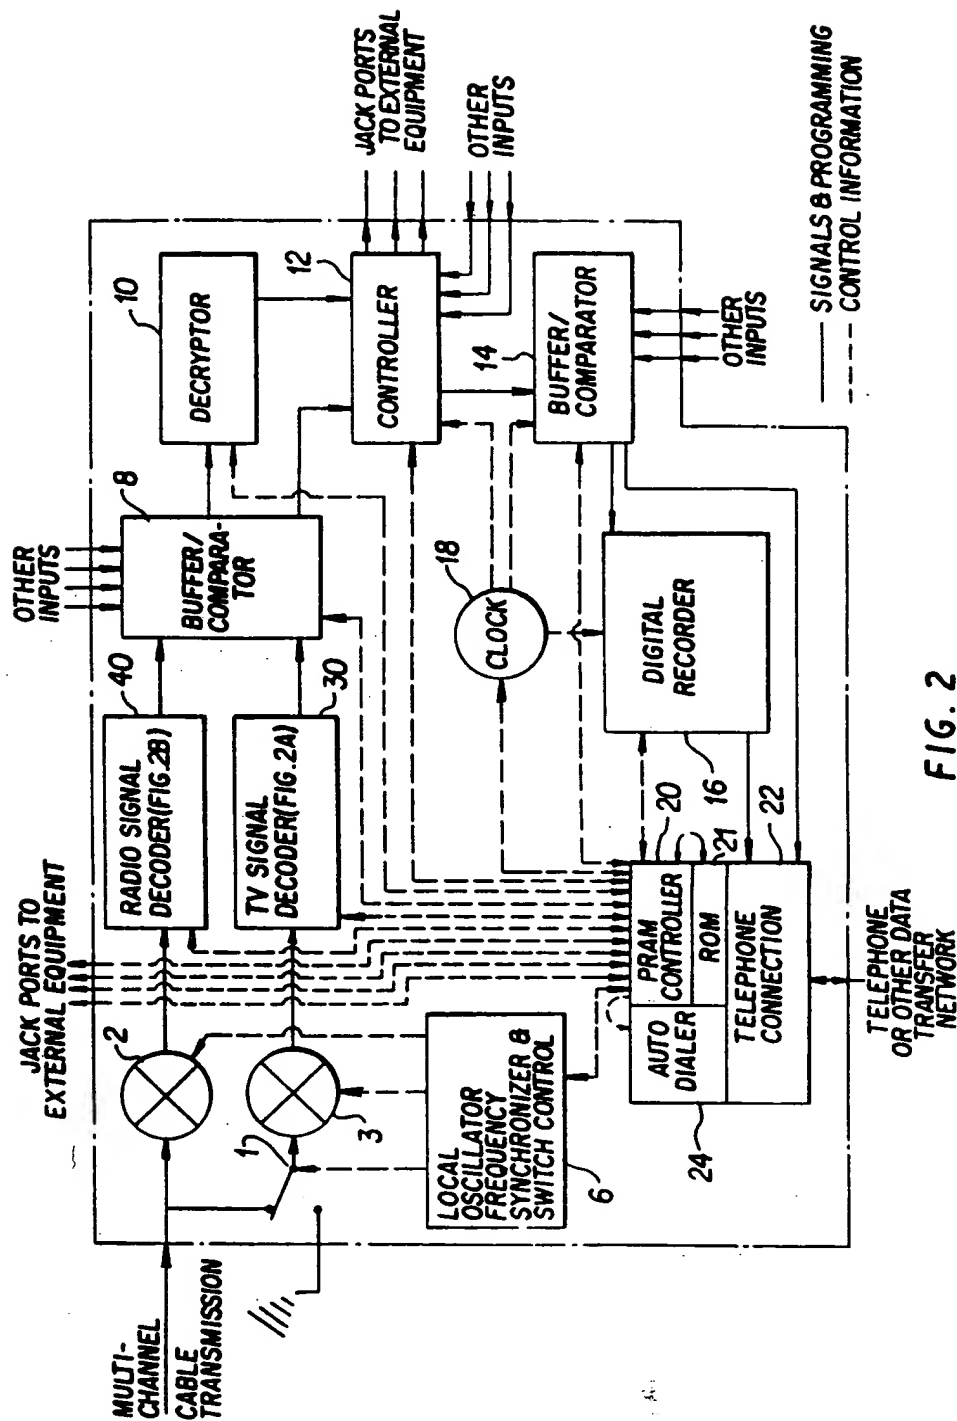 MULTI-
CHANNEL
CABLE
TRANSMISSION
JACK PORTS TO
EXTERNAL EQUIPMENT
OTHER
INPUTS
2
40
RADIO SIGNAL
DECODER(FIG.2B)
8
BUFFER/
COMPARA-
TOR
10
DECRYPTOR
1
3
30
TV SIGNAL
DECODER(FIG.2A)
12
CONTROLLER
JACK PORTS
TO EXTERNAL
EQUIPMENT
OTHER
INPUTS
LOCAL
OSCILLATOR
FREQUENCY
SYNCHRONIZER &
SWITCH CONTROL
6
18
CLOCK
14
BUFFER/
COMPARATOR
OTHER
INPUTS
AUTO
DIALER
24
PRAM
CONTROLLER
20
ROM
21
TELEPHONE
CONNECTION
22
16
DIGITAL
RECORDER
TELEPHONE
OR OTHER DATA
TRANSFER
NETWORK
SIGNALS & PROGRAMMING
CONTROL INFORMATION
FIG. 2